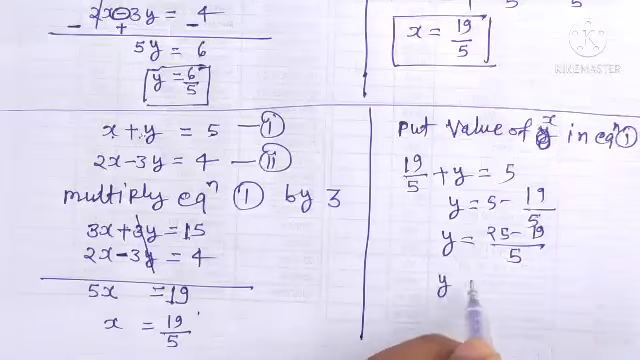 2x - 3y = 4
- + -
5y = 6
y = 6/5
x = 19/5
KINEMASTER
x + y = 5 — (i)
2x - 3y = 4 — (ii)
multiply eqn (1) by 3
3x + 3y = 15
2x - 3y = 4
5x = 19
x = 19/5
Put value of x in eqn (1)
19/5 + y = 5
y = 5 - 19/5
y = 25 - 19/5
y